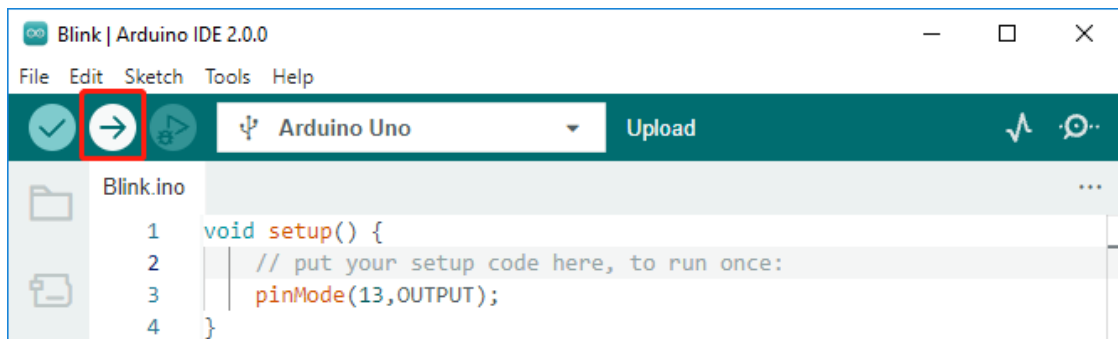 Blink | Arduino IDE 2.0.0
File Edit Sketch Tools Help
Arduino Uno Upload
Blink.ino ...
1 void setup() {
2 // put your setup code here, to run once:
3 pinMode(13,OUTPUT);
4 }